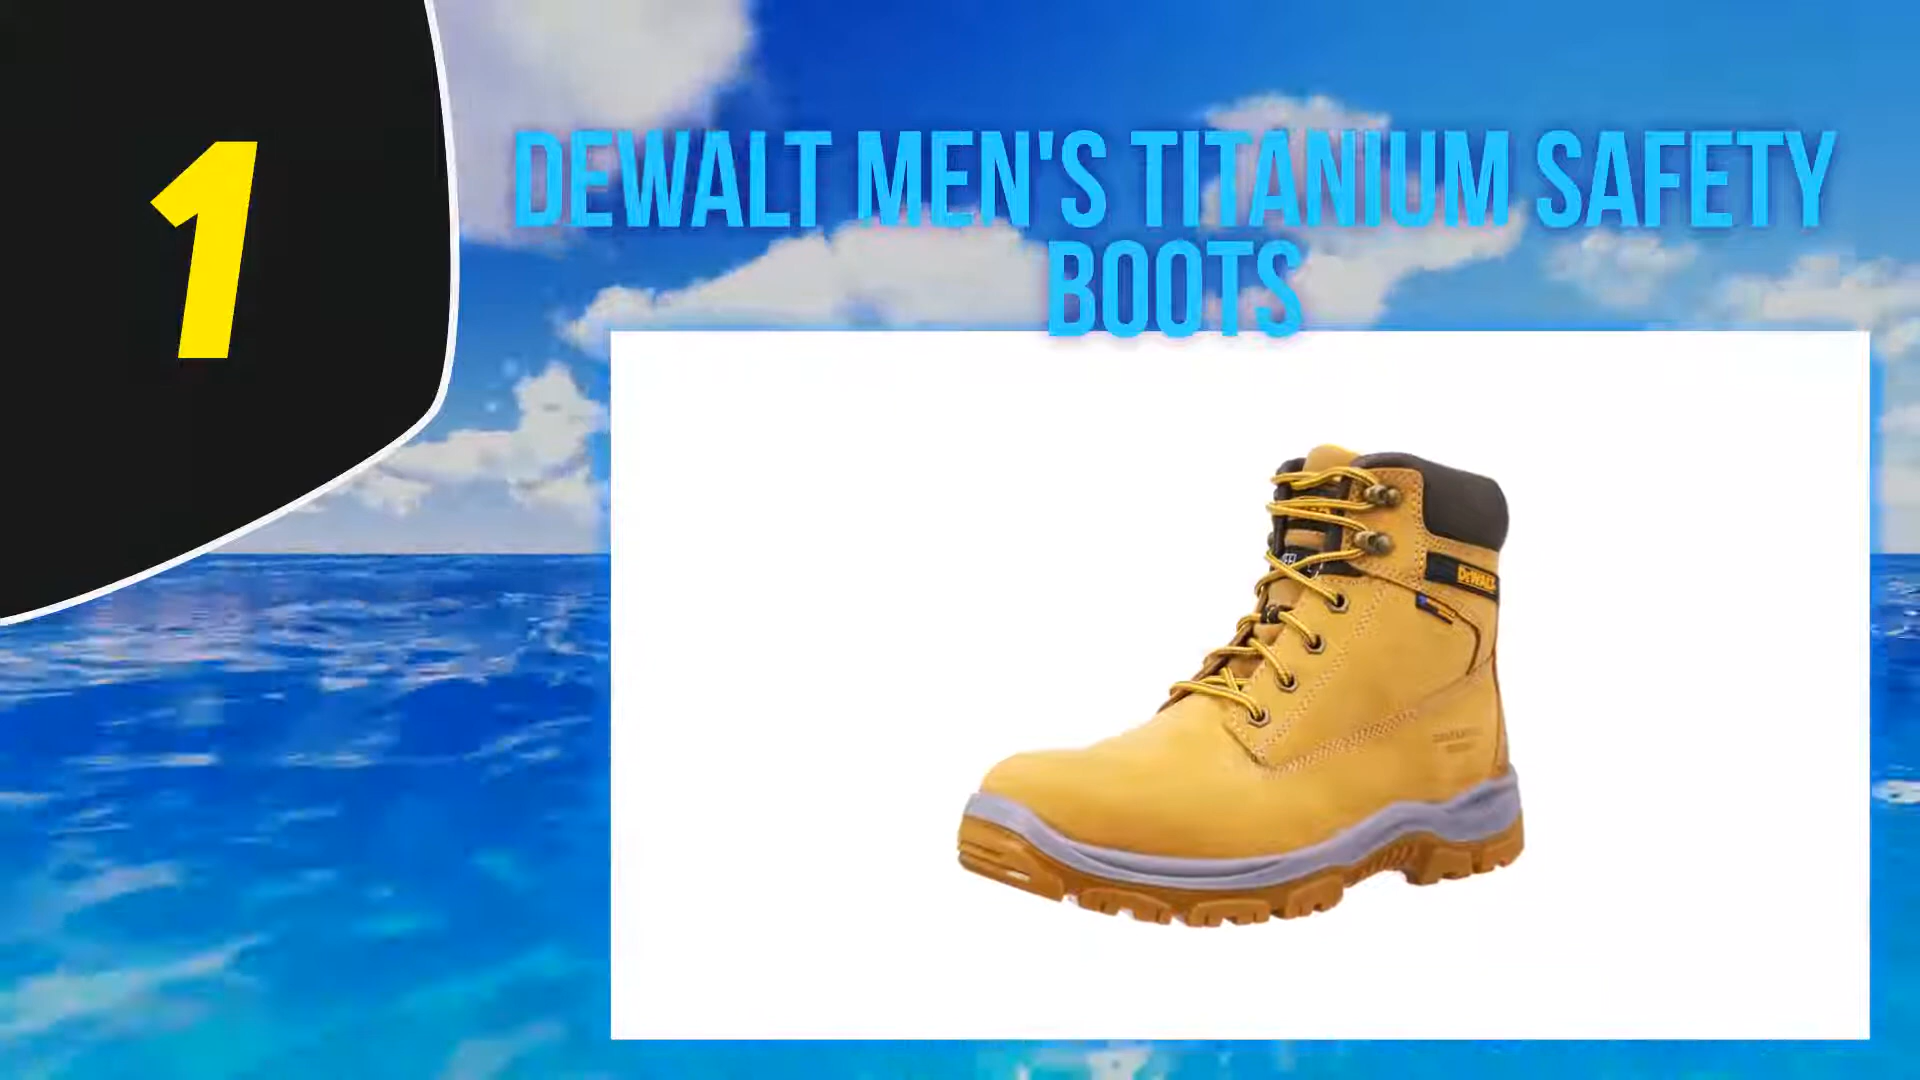 1
DEWALT MEN'S TITANIUM SAFETY
BOOTS
DEWALT